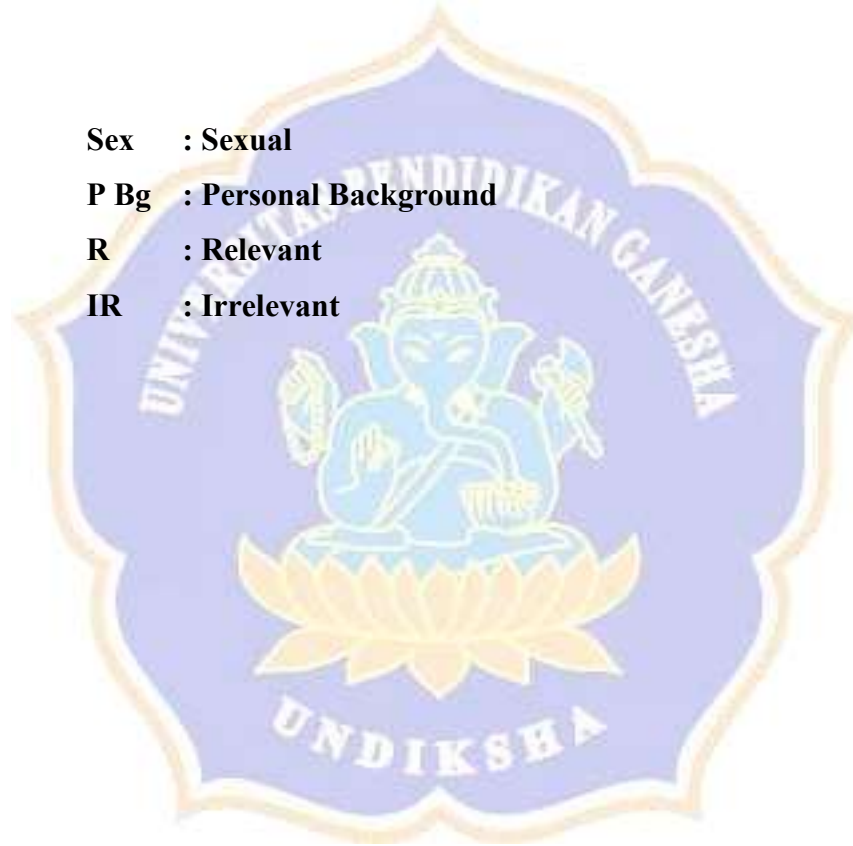 Sex : Sexual
P Bg : Personal Background
R : Relevant
IR : Irrelevant
UNIVERSITAS PENDIDIKAN GANESHA
UNDIKSHA